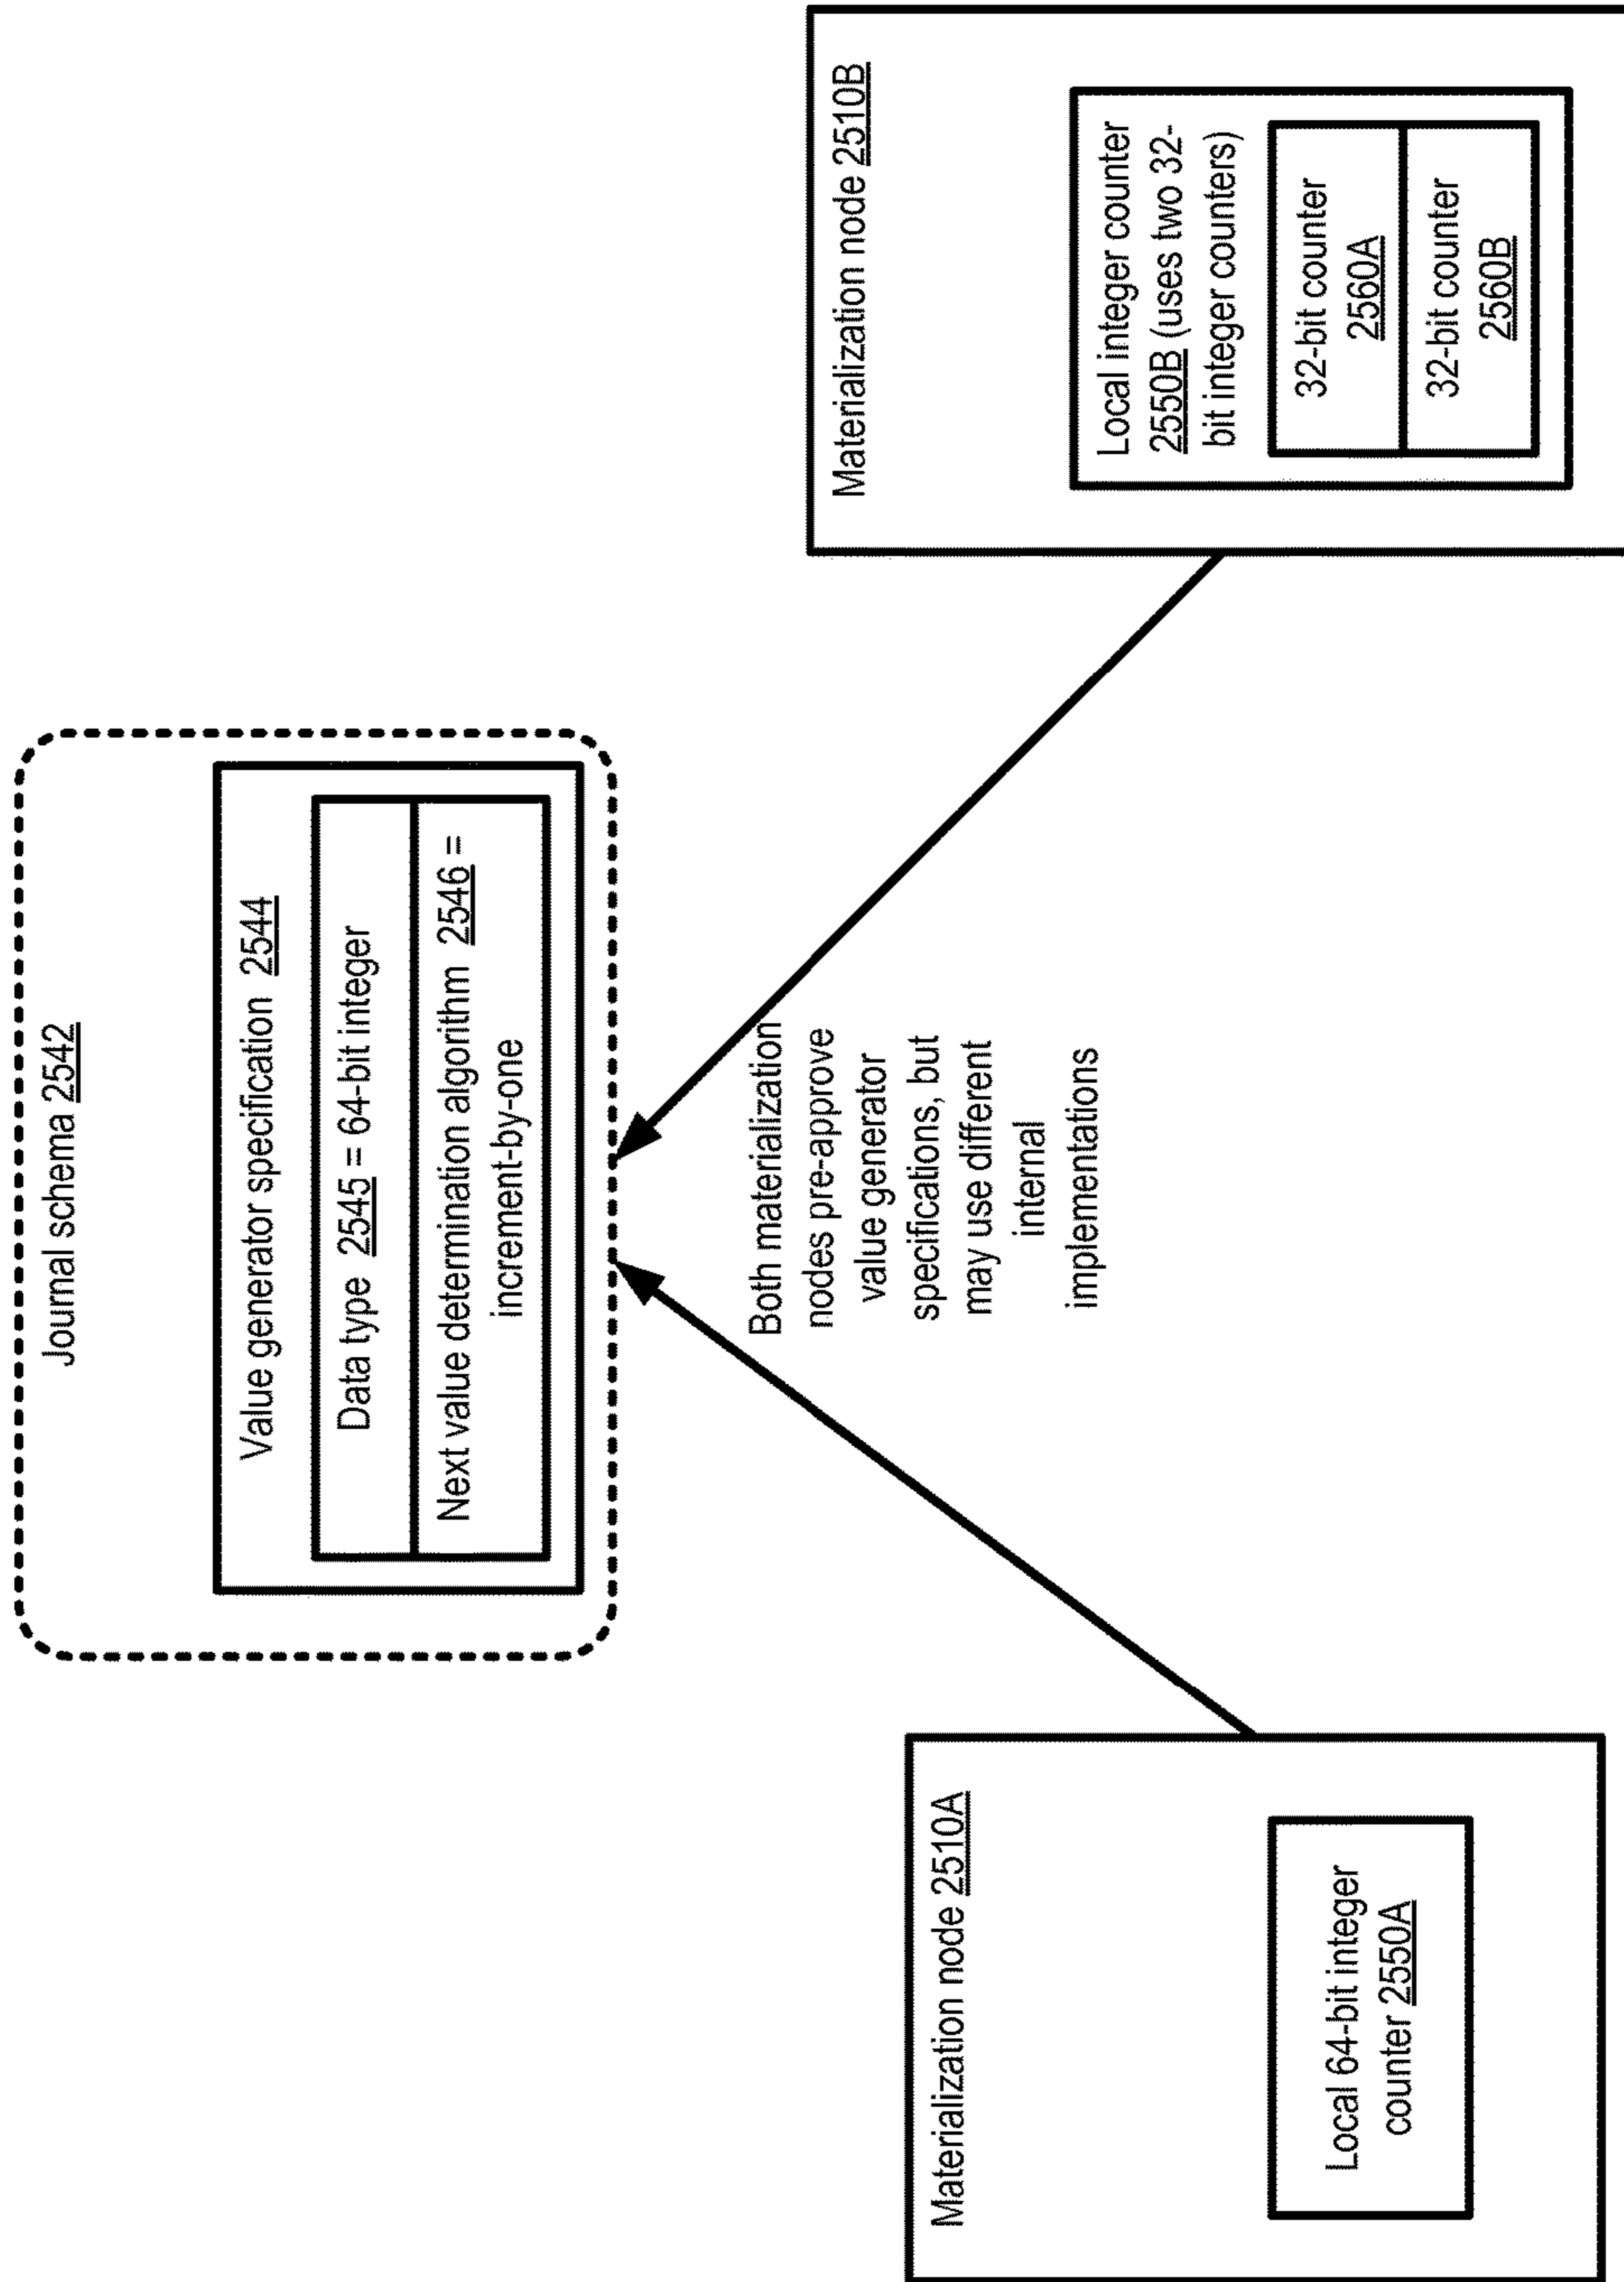 Journal schema 2542
Value generator specification 2544
Data type 2545 = 64-bit integer
Next value determination algorithm 2546 =
increment-by-one
Both materialization
nodes pre-approve
value generator
specifications, but
may use different
internal
implementations
Materialization node 2510A
Local 64-bit integer
counter 2550A
Materialization node 2510B
Local integer counter
2550B (uses two 32-
bit integer counters)
32-bit counter
2560A
32-bit counter
2560B